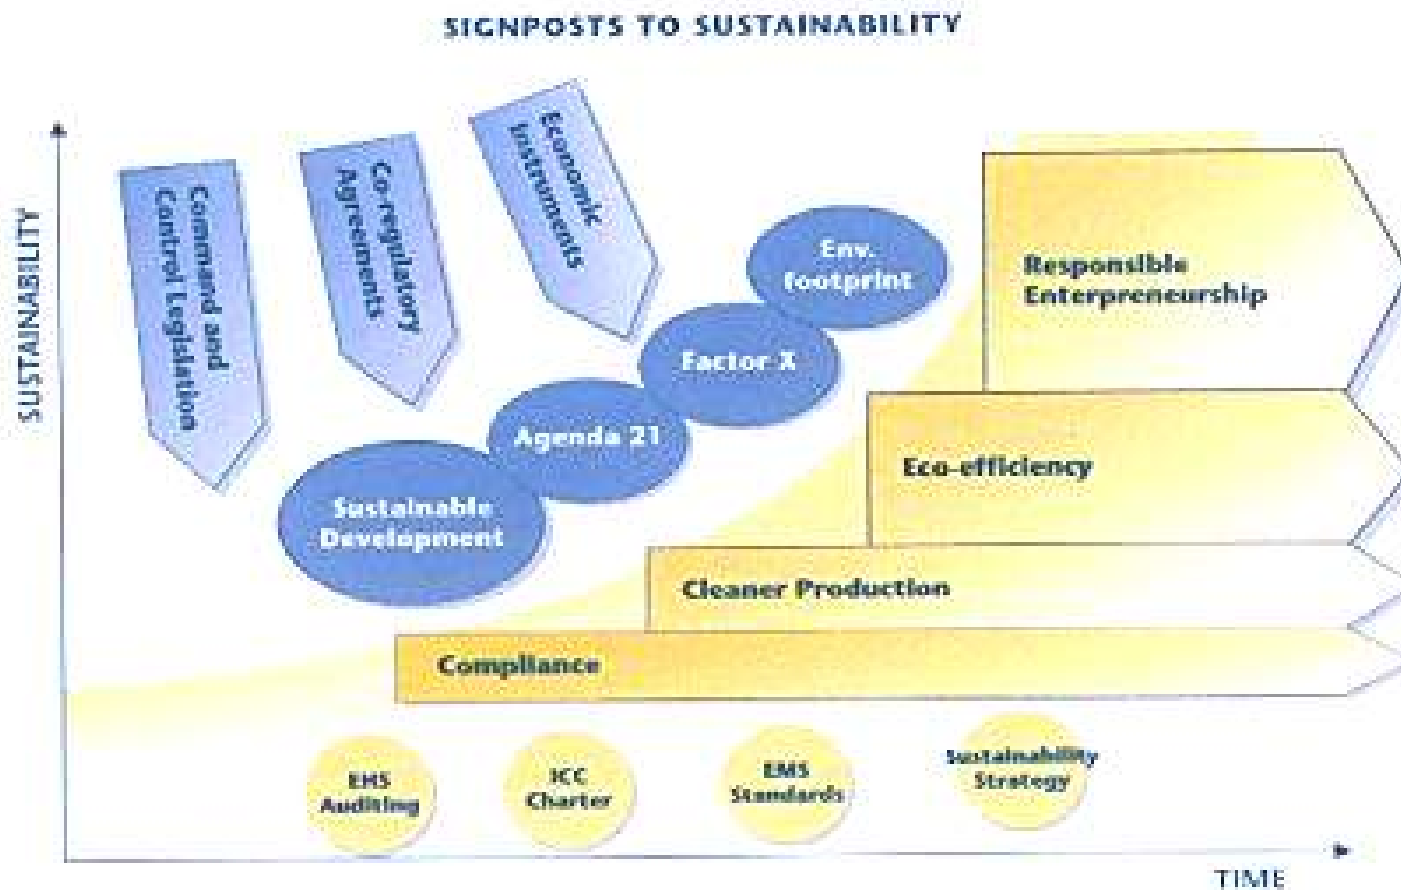 SIGNPOSTS TO SUSTAINABILITY
SUSTAINABILITY
Command and
Control Legislation
Co-regulatory
Agreements
Economic
Instruments
Env.
footprint
Factor X
Agenda 21
Sustainable
Development
Responsible
Enterpreneurship
Eco-efficiency
Cleaner Production
Compliance
EHS
Auditing
ICC
Charter
EMS
Standards
Sustainability
Strategy
TIME